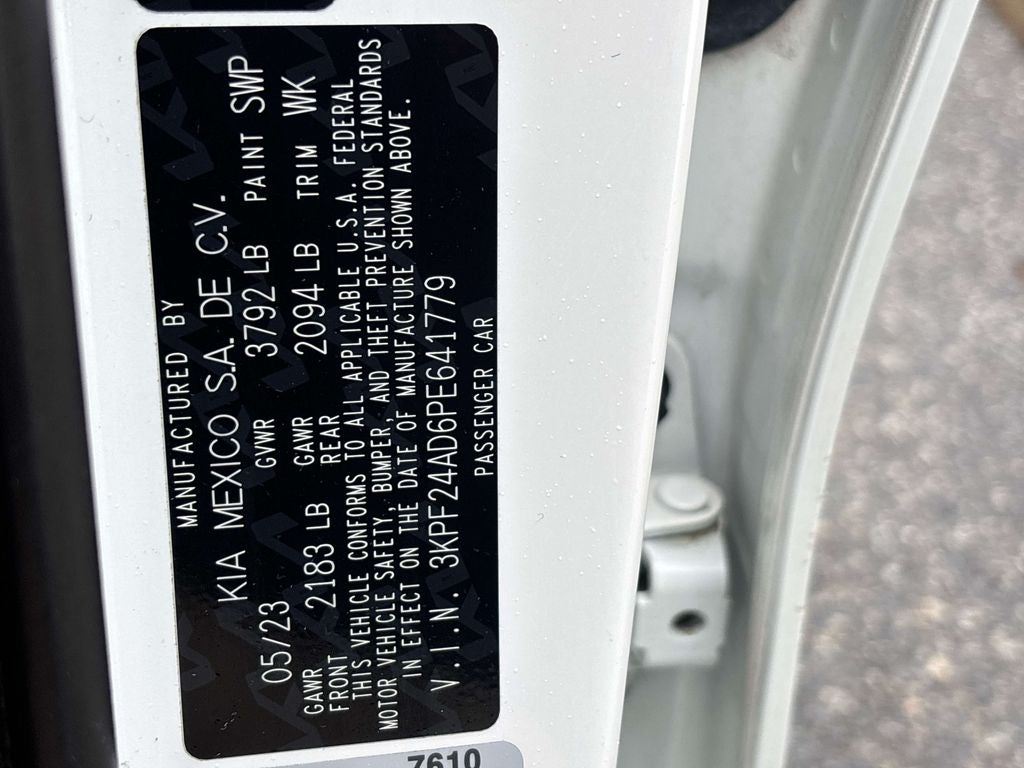 MANUFACTURED BY
KIA MEXICO S.A. DE C.V.
05/23 GVWR 3792 LB PAINT SWP
GAWR FRONT 2183 LB GAWR REAR 2094 LB TRIM WK
THIS VEHICLE CONFORMS TO ALL APPLICABLE U.S.A. FEDERAL
MOTOR VEHICLE SAFETY, BUMPER, AND THEFT PREVENTION STANDARDS
IN EFFECT ON THE DATE OF MANUFACTURE SHOWN ABOVE.
V.I.N. 3KPF24AD6PE641779
PASSENGER CAR
7610